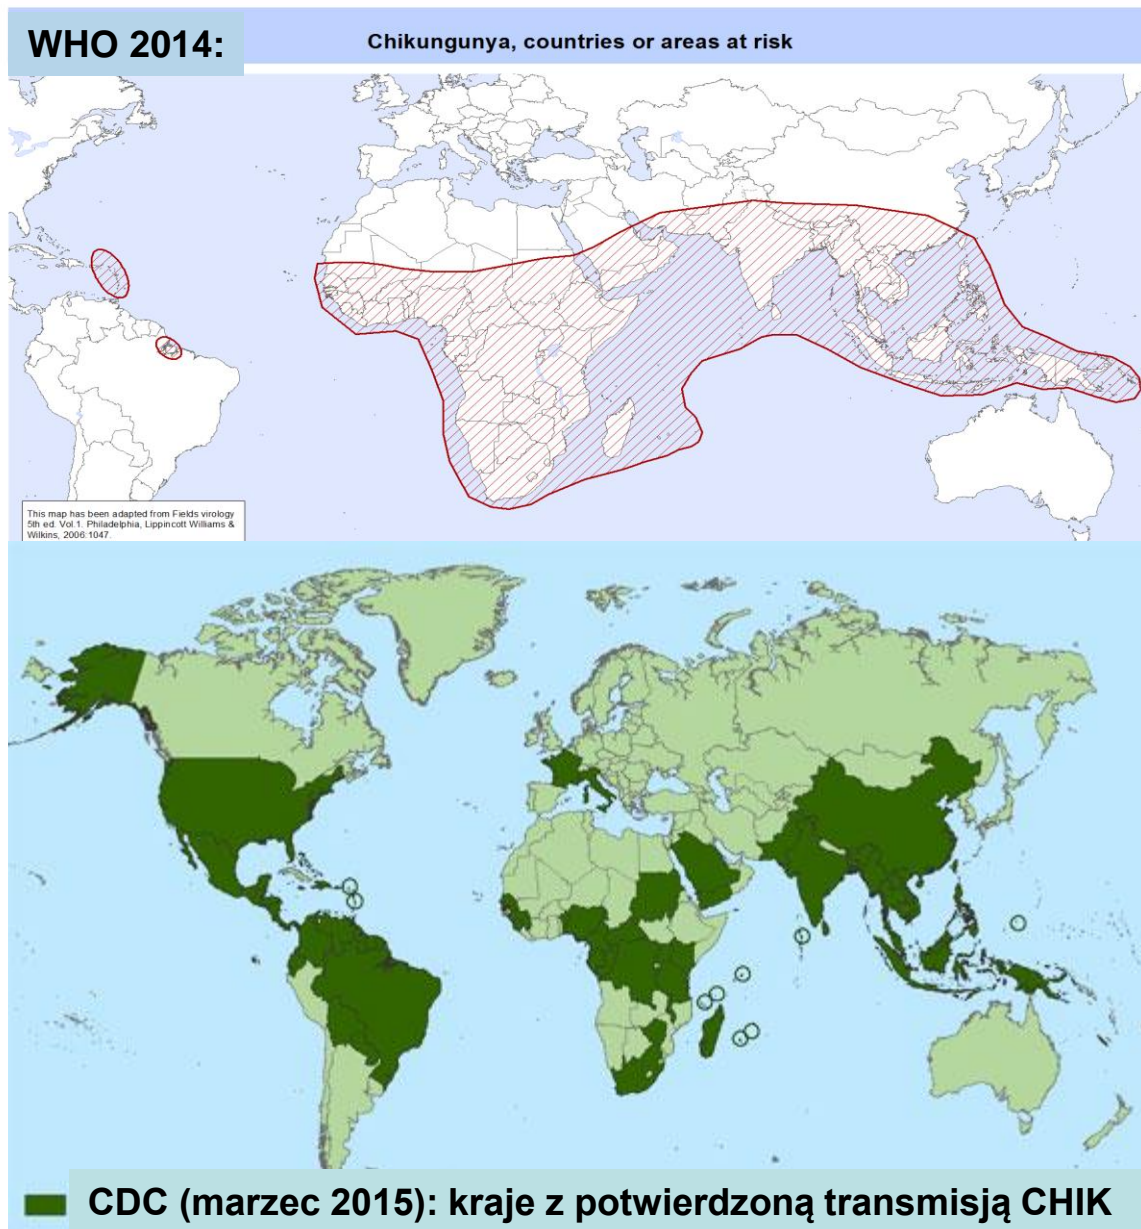 WHO 2014:
Chikungunya, countries or areas at risk
This map has been adapted from Fields virology
5th ed. Vol.1. Philadelphia, Lippincott Williams &
Wilkins, 2006:1047.
CDC (marzec 2015): kraje z potwierdzoną transmisją CHIK